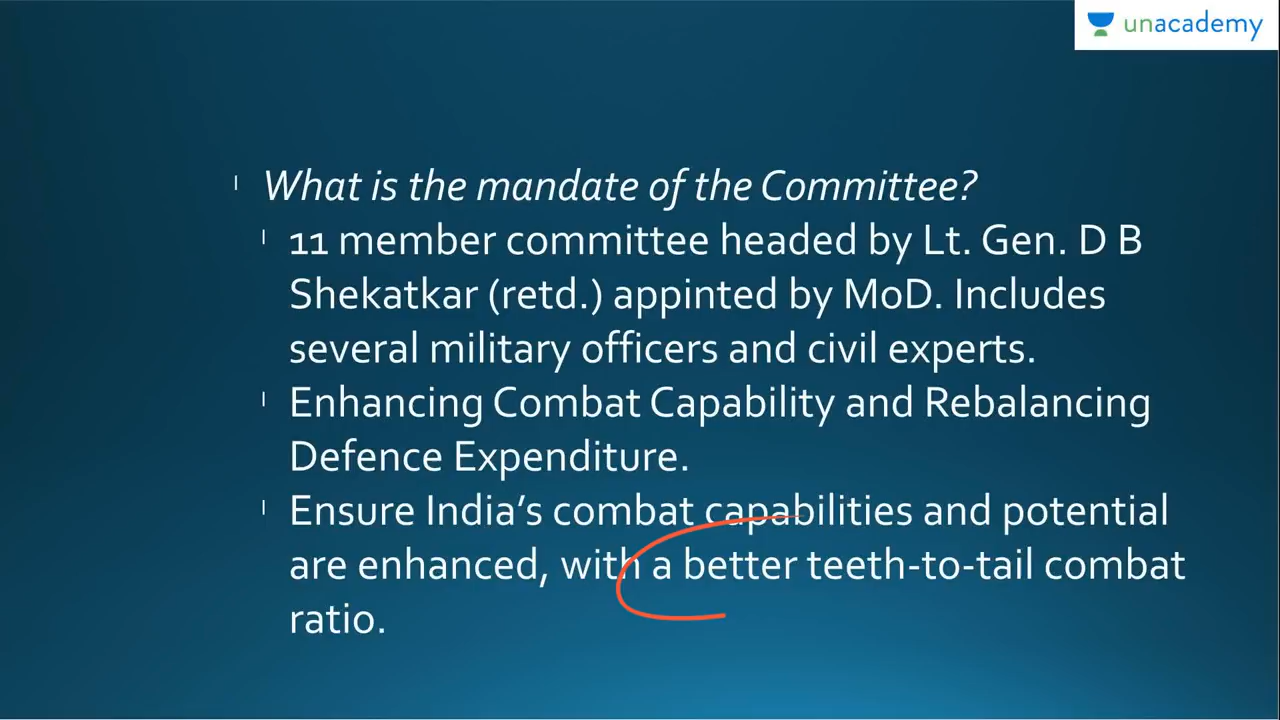 unacademy
What is the mandate of the Committee?
11 member committee headed by Lt. Gen. D B
Shekatkar (retd.) appinted by MoD. Includes
several military officers and civil experts.
Enhancing Combat Capability and Rebalancing
Defence Expenditure.
Ensure India's combat capabilities and potential
are enhanced, with a better teeth-to-tail combat
ratio.